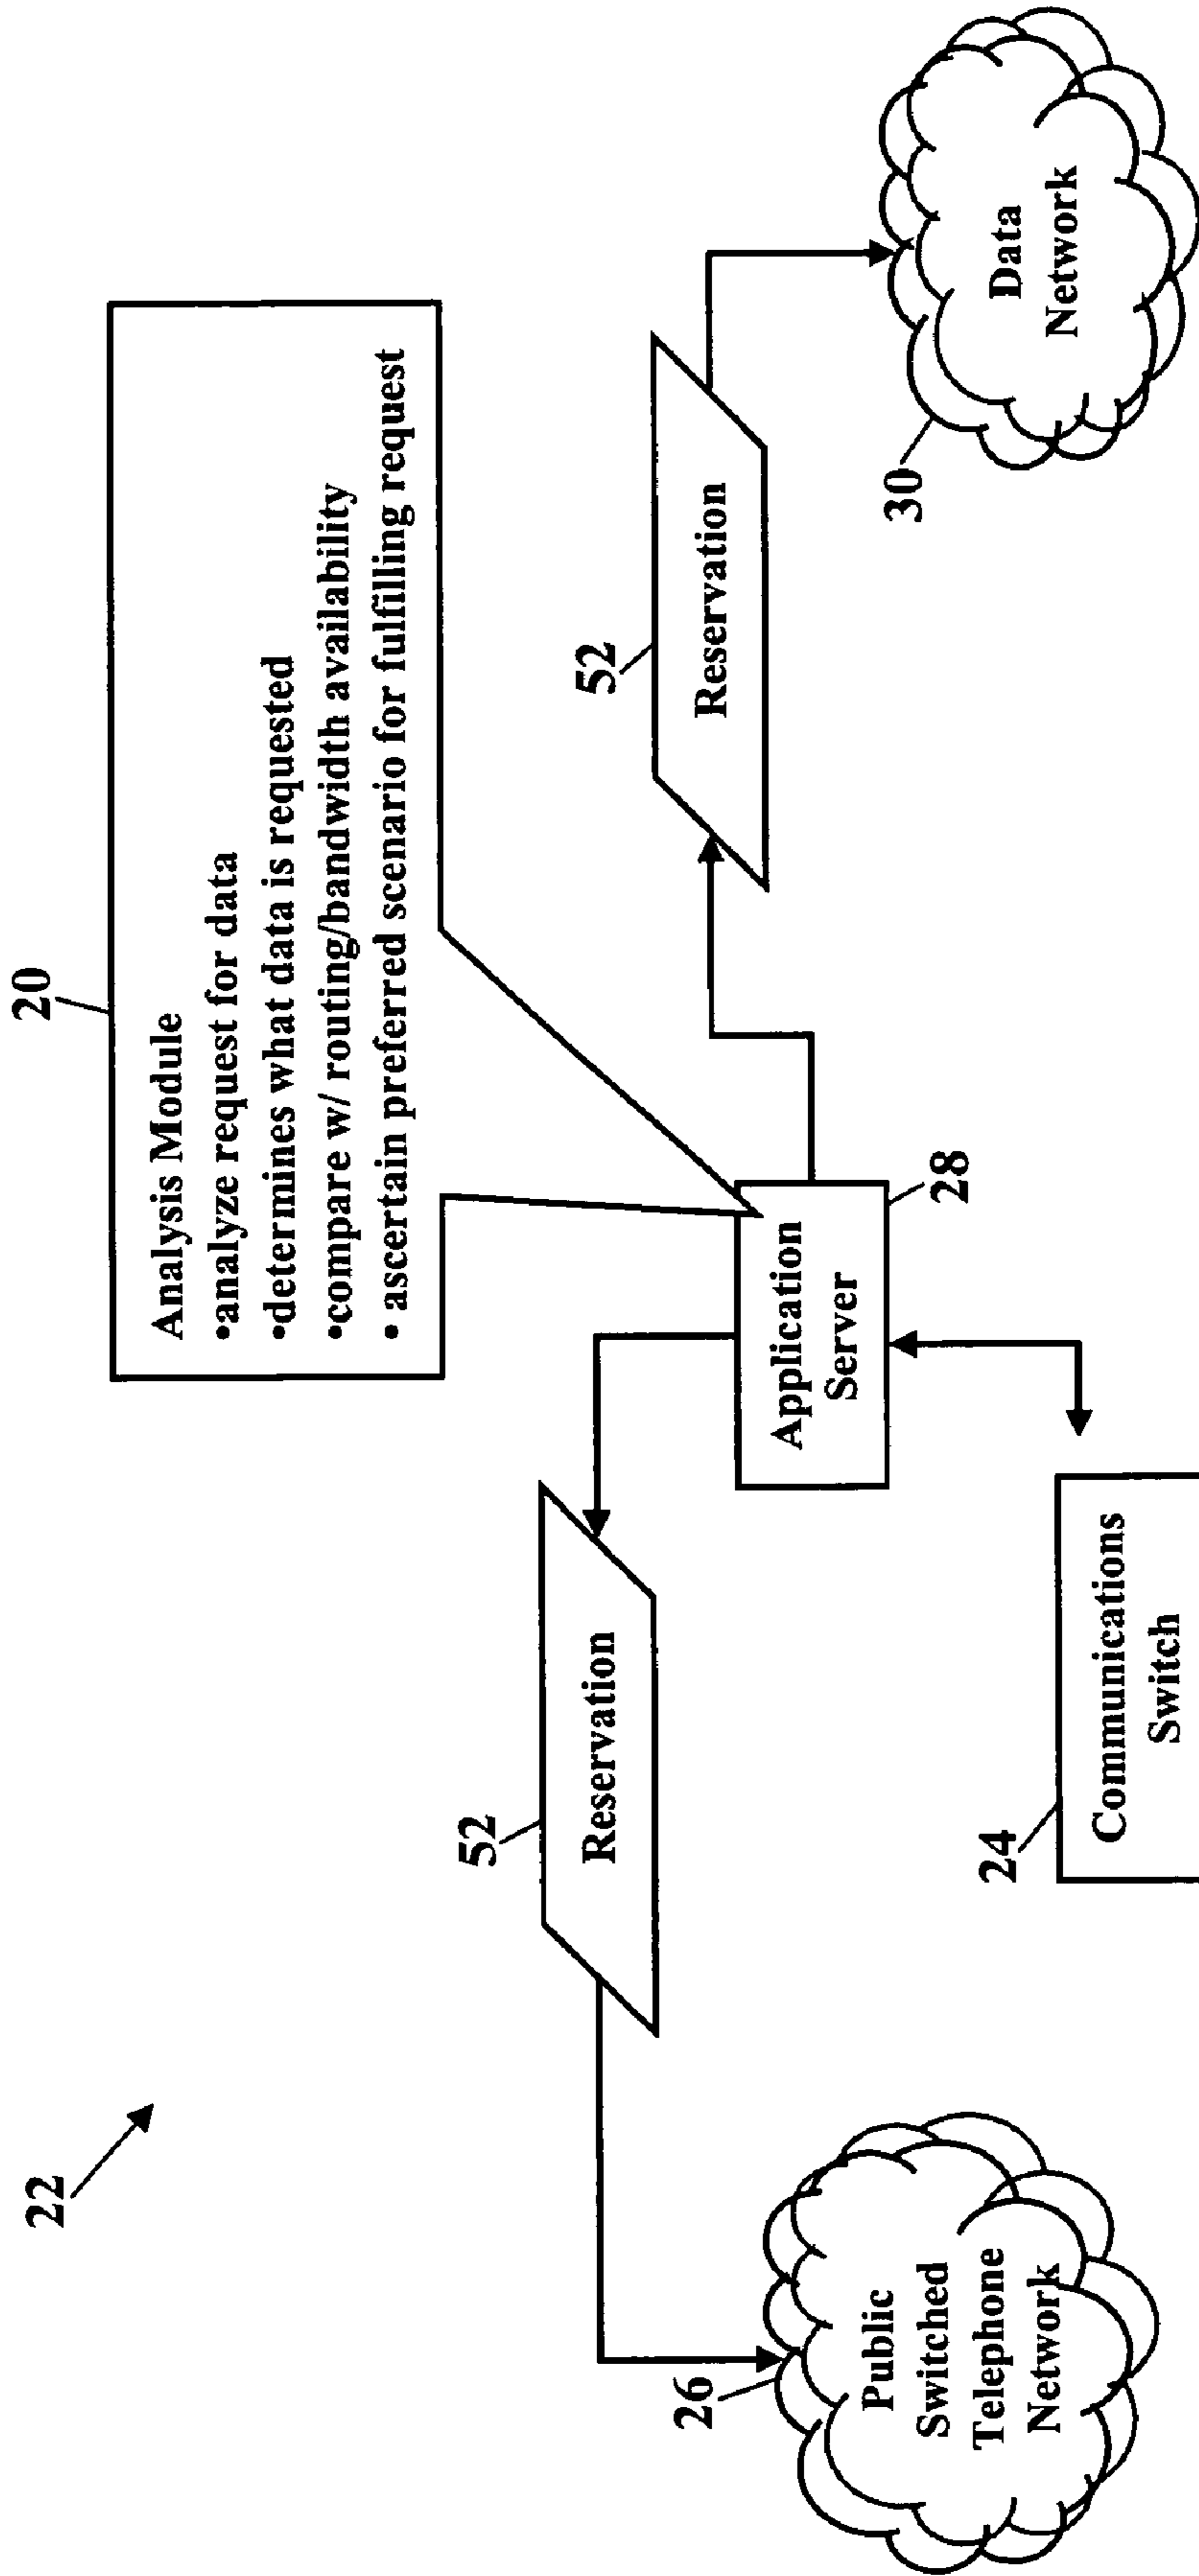 22
20
Analysis Module
•analyze request for data
•determines what data is requested
•compare w/ routing/bandwidth availability
• ascertain preferred scenario for fulfilling request
52
Reservation
52
Reservation
26
Public
Switched
Telephone
Network
Application
Server
28
30
Data
Network
24
Communications
Switch